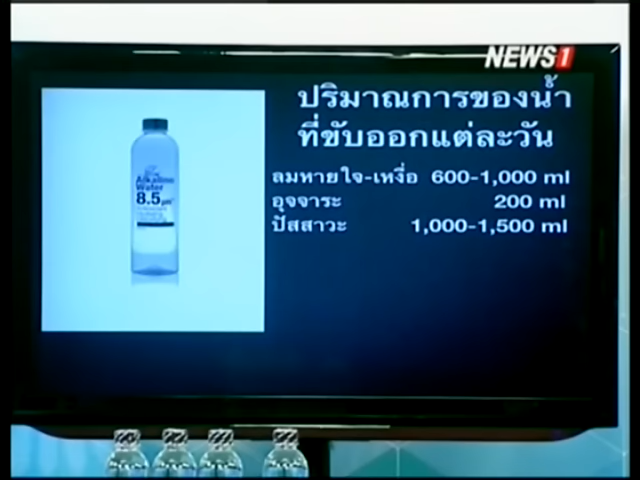 NEWS1
ปริมาณการของน้ำ
ที่ขับออกแต่ละวัน
ลมหายใจ-เหงื่อ 600-1,000 ml
อุจจาระ 200 ml
ปัสสาวะ 1,000-1,500 ml
Alkaline
Water
8.5 pH